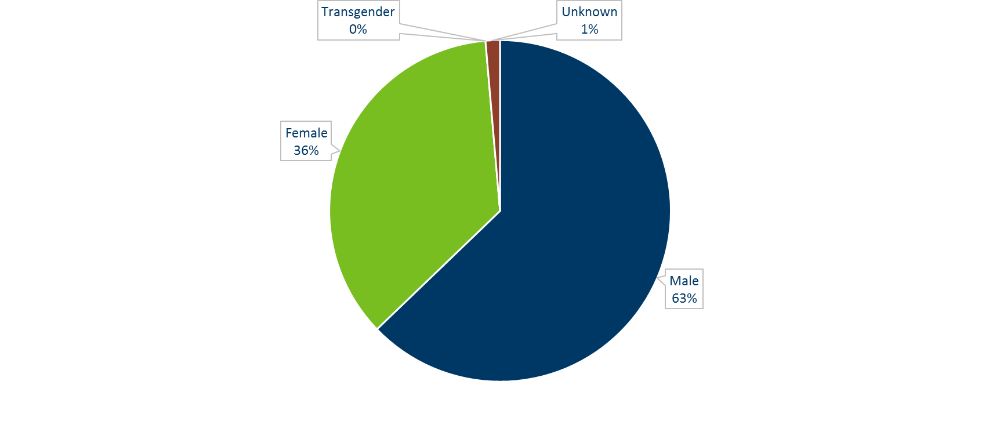 Transgender
0%
Unknown
1%
Female
36%
Male
63%